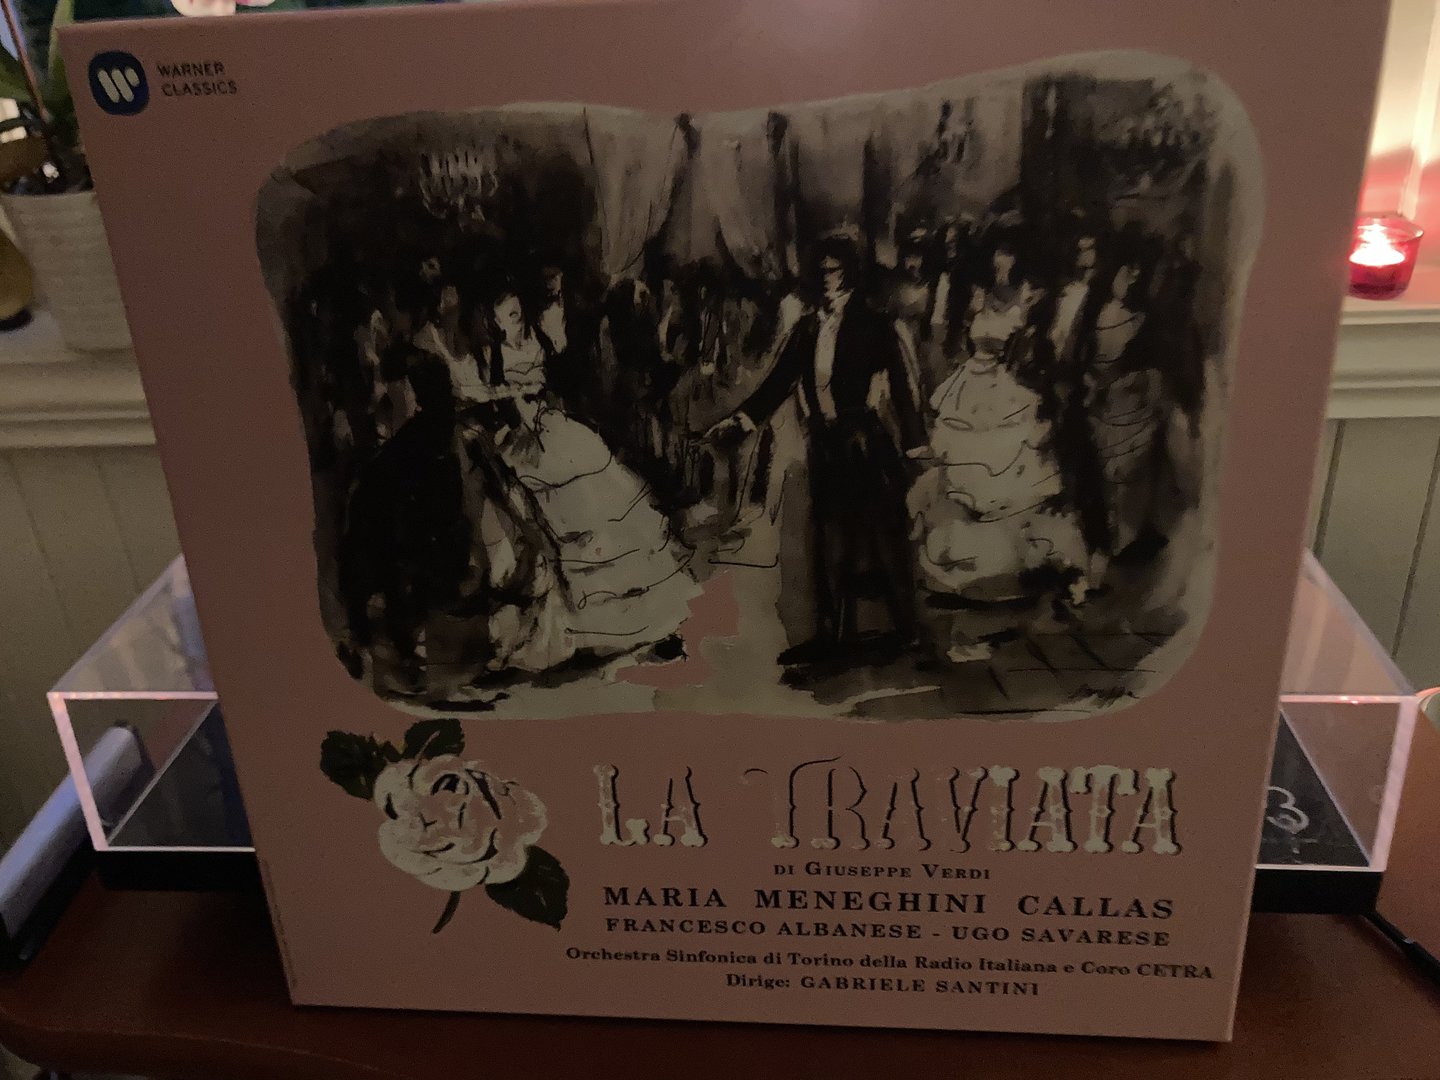 WARNER
CLASSICS
LA TRAVIATA
DI GIUSEPPE VERDI
MARIA MENEGHINI CALLAS
FRANCESCO ALBANESE - UGO SAVARESE
Orchestra Sinfonica di Torino della Radio Italiana e Coro CETRA
Dirige: GABRIELE SANTINI